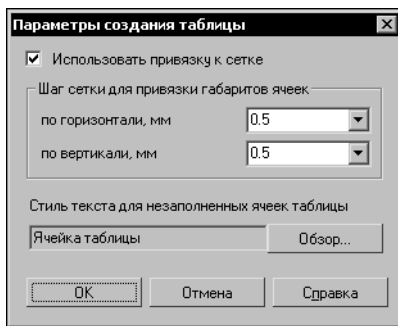 Параметры создания таблицы
Использовать привязку к сетке
Шаг сетки для привязки габаритов ячеек
по горизонтали, мм 0.5
по вертикали, мм 0.5
Стиль текста для незаполненных ячеек таблицы
Ячейка таблицы Обзор...
ОК Отмена Справка